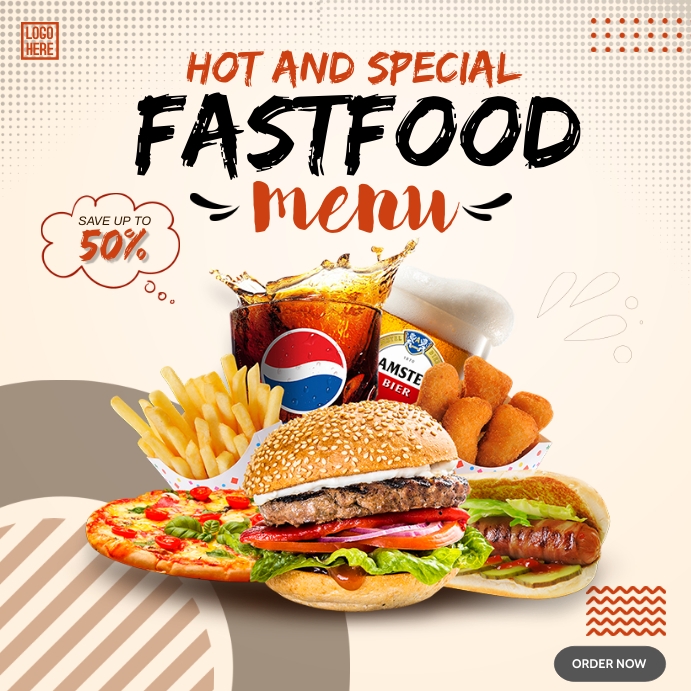 LOGO
HERE
HOT AND SPECIAL
FASTFOOD
menu
SAVE UP TO
50%
AMSTE
BIER
ORDER NOW